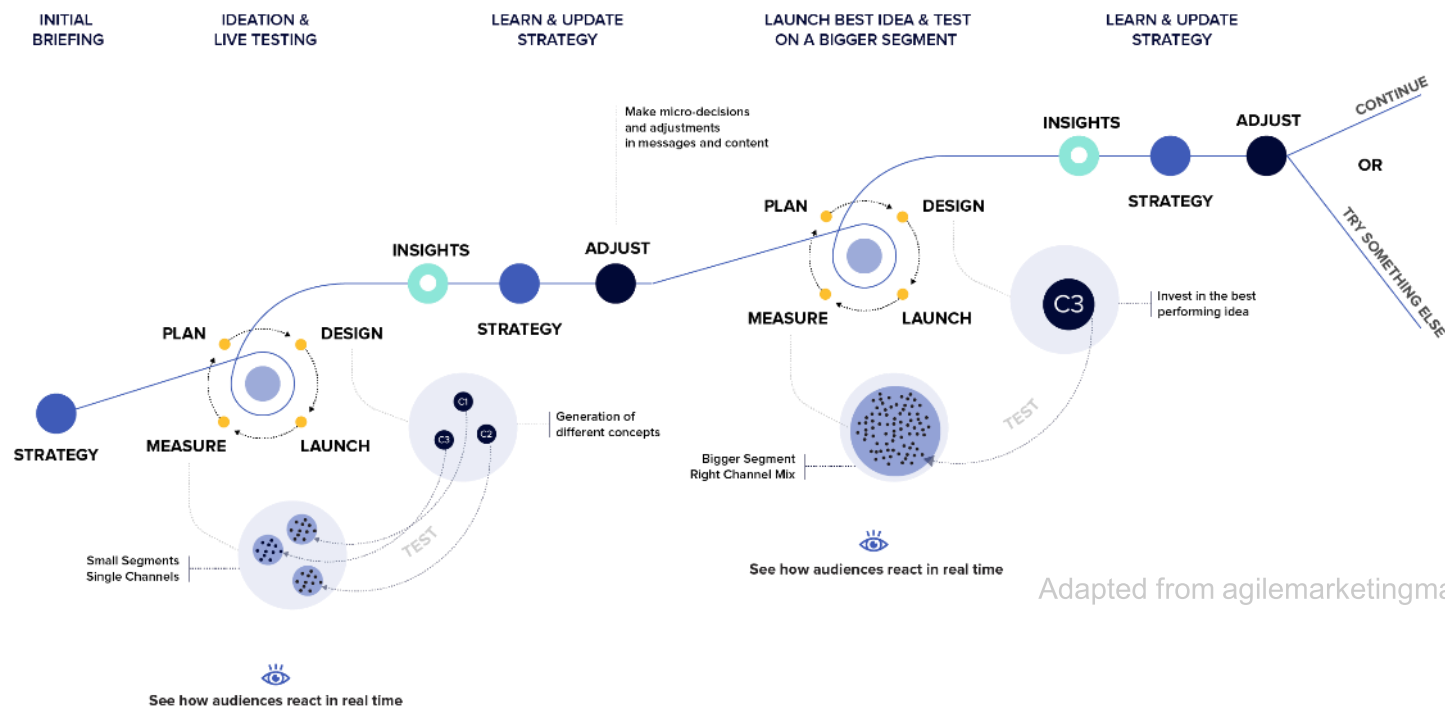 INITIAL
BRIEFING
IDEATION &
LIVE TESTING
LEARN & UPDATE
STRATEGY
LAUNCH BEST IDEA & TEST
ON A BIGGER SEGMENT
LEARN & UPDATE
STRATEGY
STRATEGY
PLAN
DESIGN
MEASURE
LAUNCH
C1
C3
C2
Generation of
different concepts
TEST
Small Segments
Single Channels
See how audiences react in real time
INSIGHTS
STRATEGY
ADJUST
Make micro-decisions
and adjustments
in messages and content
PLAN
DESIGN
MEASURE
LAUNCH
C3
Invest in the best
performing idea
TEST
Bigger Segment
Right Channel Mix
See how audiences react in real time
INSIGHTS
STRATEGY
ADJUST
CONTINUE
OR
TRY SOMETHING ELSE
Adapted from agilemarketingma